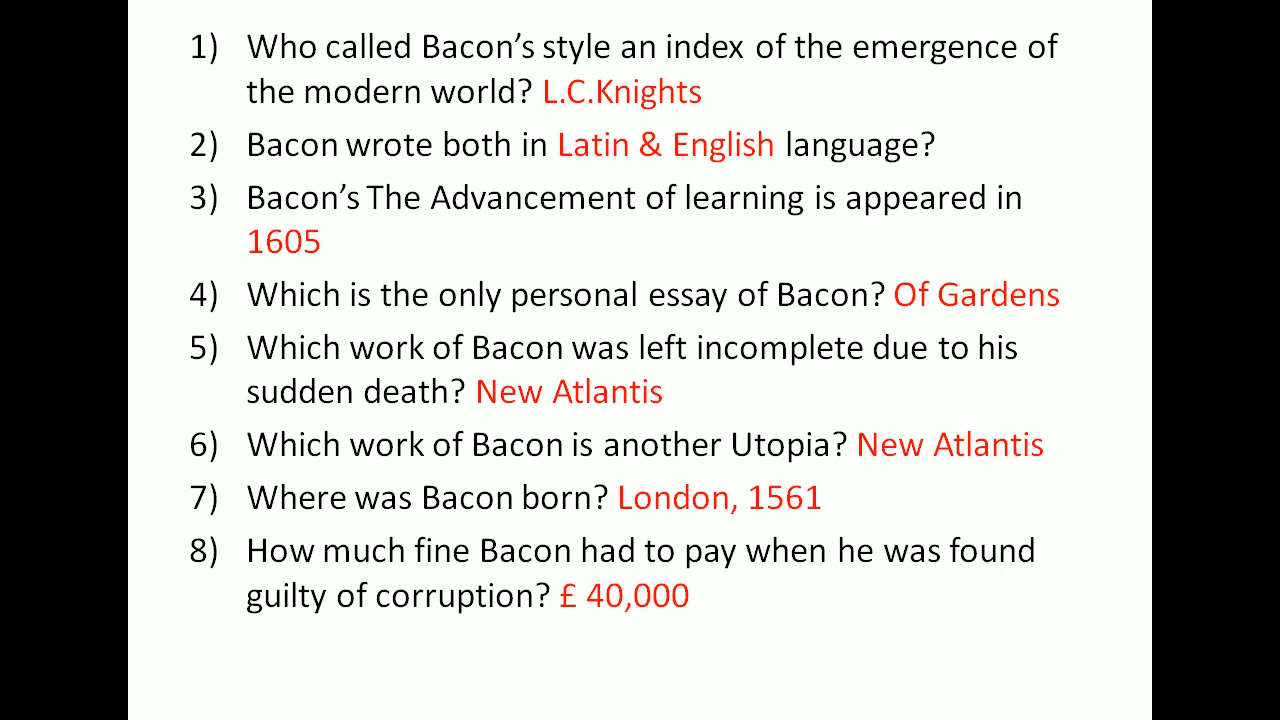 1) Who called Bacon’s style an index of the emergence of
the modern world? L.C.Knights
2) Bacon wrote both in Latin & English language?
3) Bacon’s The Advancement of learning is appeared in
1605
4) Which is the only personal essay of Bacon? Of Gardens
5) Which work of Bacon was left incomplete due to his
sudden death? New Atlantis
6) Which work of Bacon is another Utopia? New Atlantis
7) Where was Bacon born? London, 1561
8) How much fine Bacon had to pay when he was found
guilty of corruption? £ 40,000